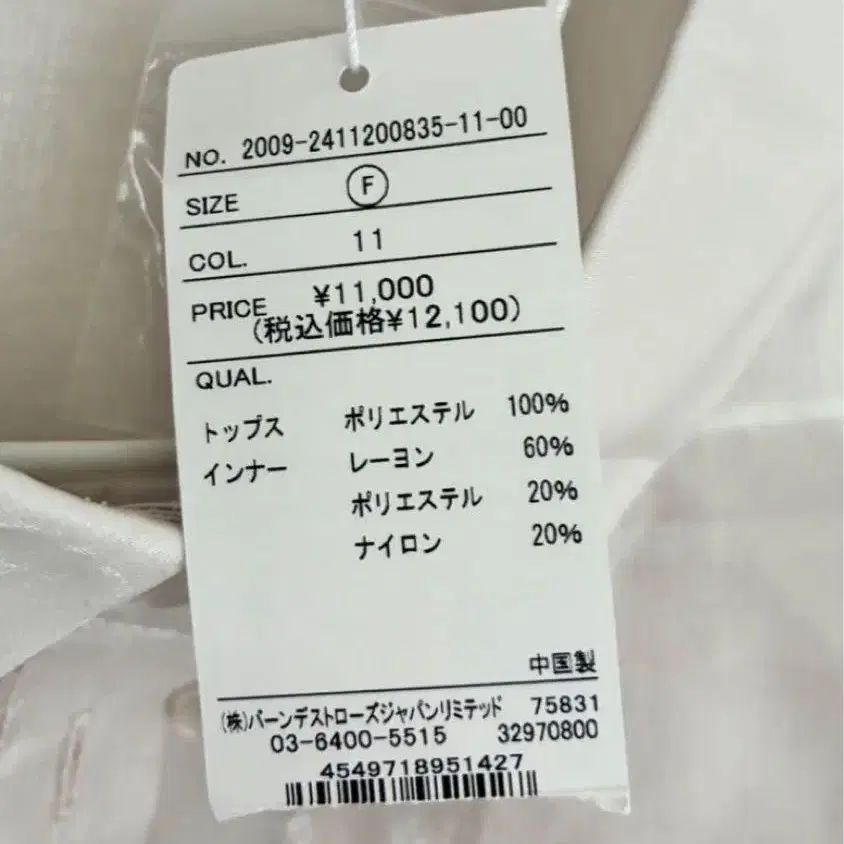 NO. 2009-2411200835-11-00
SIZE F
COL. 11
PRICE ¥11,000
(税込価格¥12,100)
QUAL.
トップス ポリエステル 100%
インナー レーヨン 60%
ポリエステル 20%
ナイロン 20%
中国製
(株)バーンデストローズジャパンリミテッド 75831
03-6400-5515 32970800
4549718951427